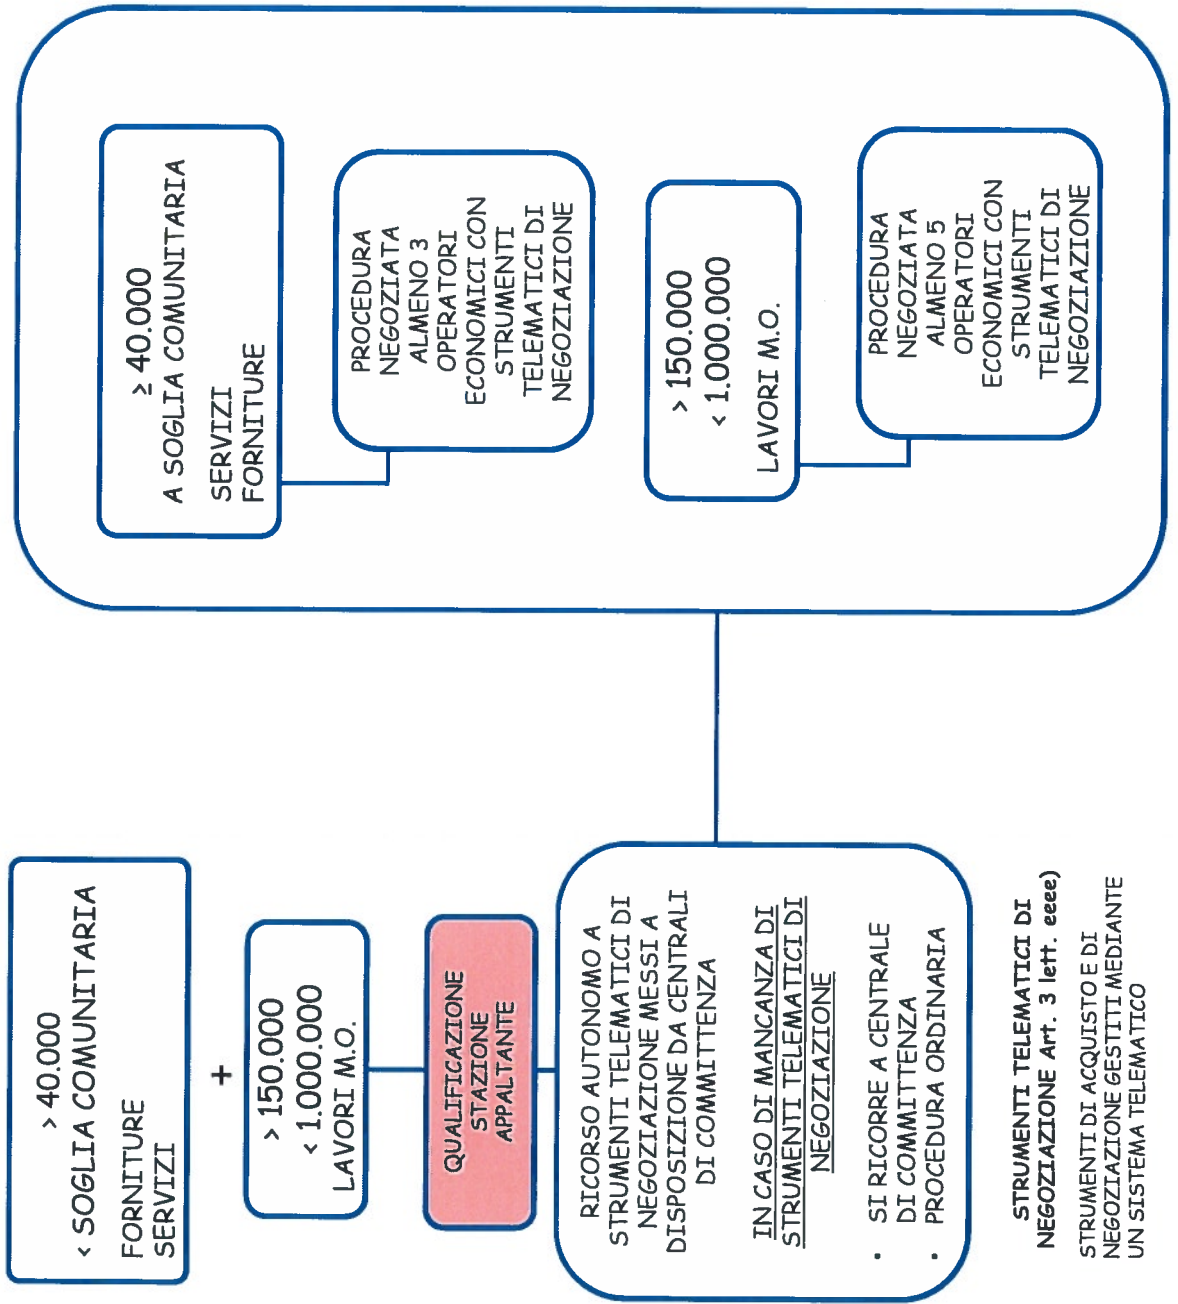 > 40.000
< SOGLIA COMUNITARIA
FORNITURE
SERVIZI
+
> 150.000
< 1.000.000
LAVORI M.O.
QUALIFICAZIONE
STAZIONE
APPALTANTE
RICORSO AUTONOMO A
STRUMENTI TELEMATICI DI
NEGOZIAZIONE MESSI A
DISPOSIZIONE DA CENTRALI
DI COMMITTENZA
IN CASO DI MANCANZA DI
STRUMENTI TELEMATICI DI
NEGOZIAZIONE
• SI RICORRE A CENTRALE
DI COMMITTENZA
• PROCEDURA ORDINARIA
STRUMENTI TELEMATICI DI
NEGOZIAZIONE Art. 3 lett. eeee)
STRUMENTI DI ACQUISTO E DI
NEGOZIAZIONE GESTITI MEDIANTE
UN SISTEMA TELEMATICO
≥ 40.000
A SOGLIA COMUNITARIA
SERVIZI
FORNITURE
PROCEDURA
NEGOZIATA
ALMENO 3
OPERATORI
ECONOMICI CON
STRUMENTI
TELEMATICI DI
NEGOZIAZIONE
> 150.000
< 1.000.000
LAVORI M.O.
PROCEDURA
NEGOZIATA
ALMENO 5
OPERATORI
ECONOMICI CON
STRUMENTI
TELEMATICI DI
NEGOZIAZIONE